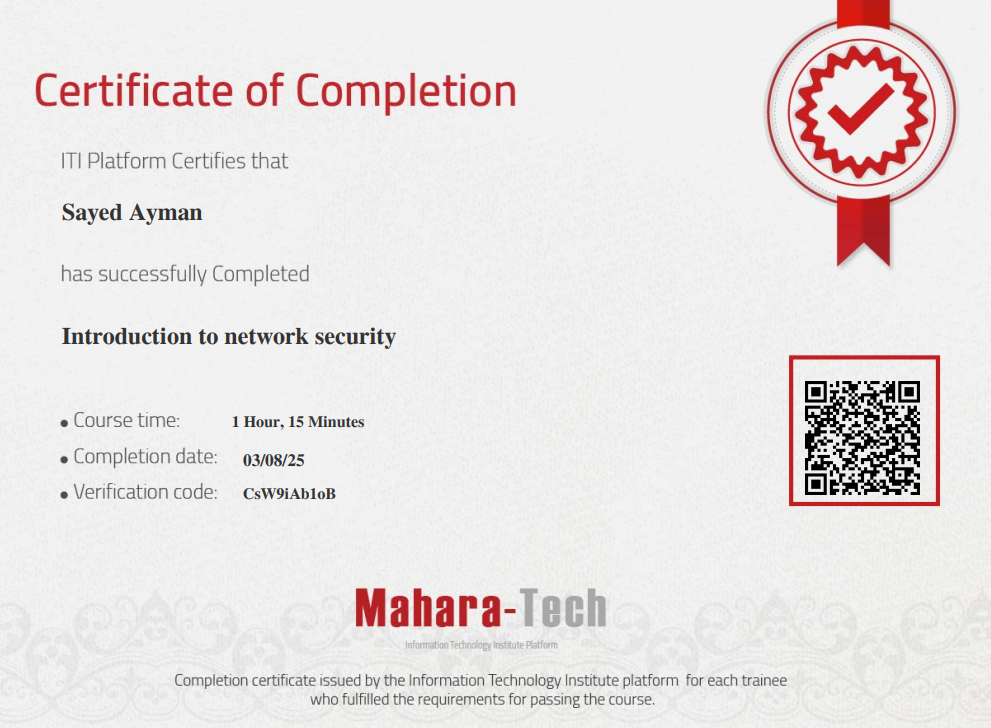 Certificate of Completion
ITI Platform Certifies that
Sayed Ayman
has successfully Completed
Introduction to network security
• Course time: 1 Hour, 15 Minutes
• Completion date: 03/08/25
• Verification code: CsW9iAb1oB
Mahara-Tech
Information Technology Institute Platform
Completion certificate issued by the Information Technology Institute platform for each trainee
who fulfilled the requirements for passing the course.